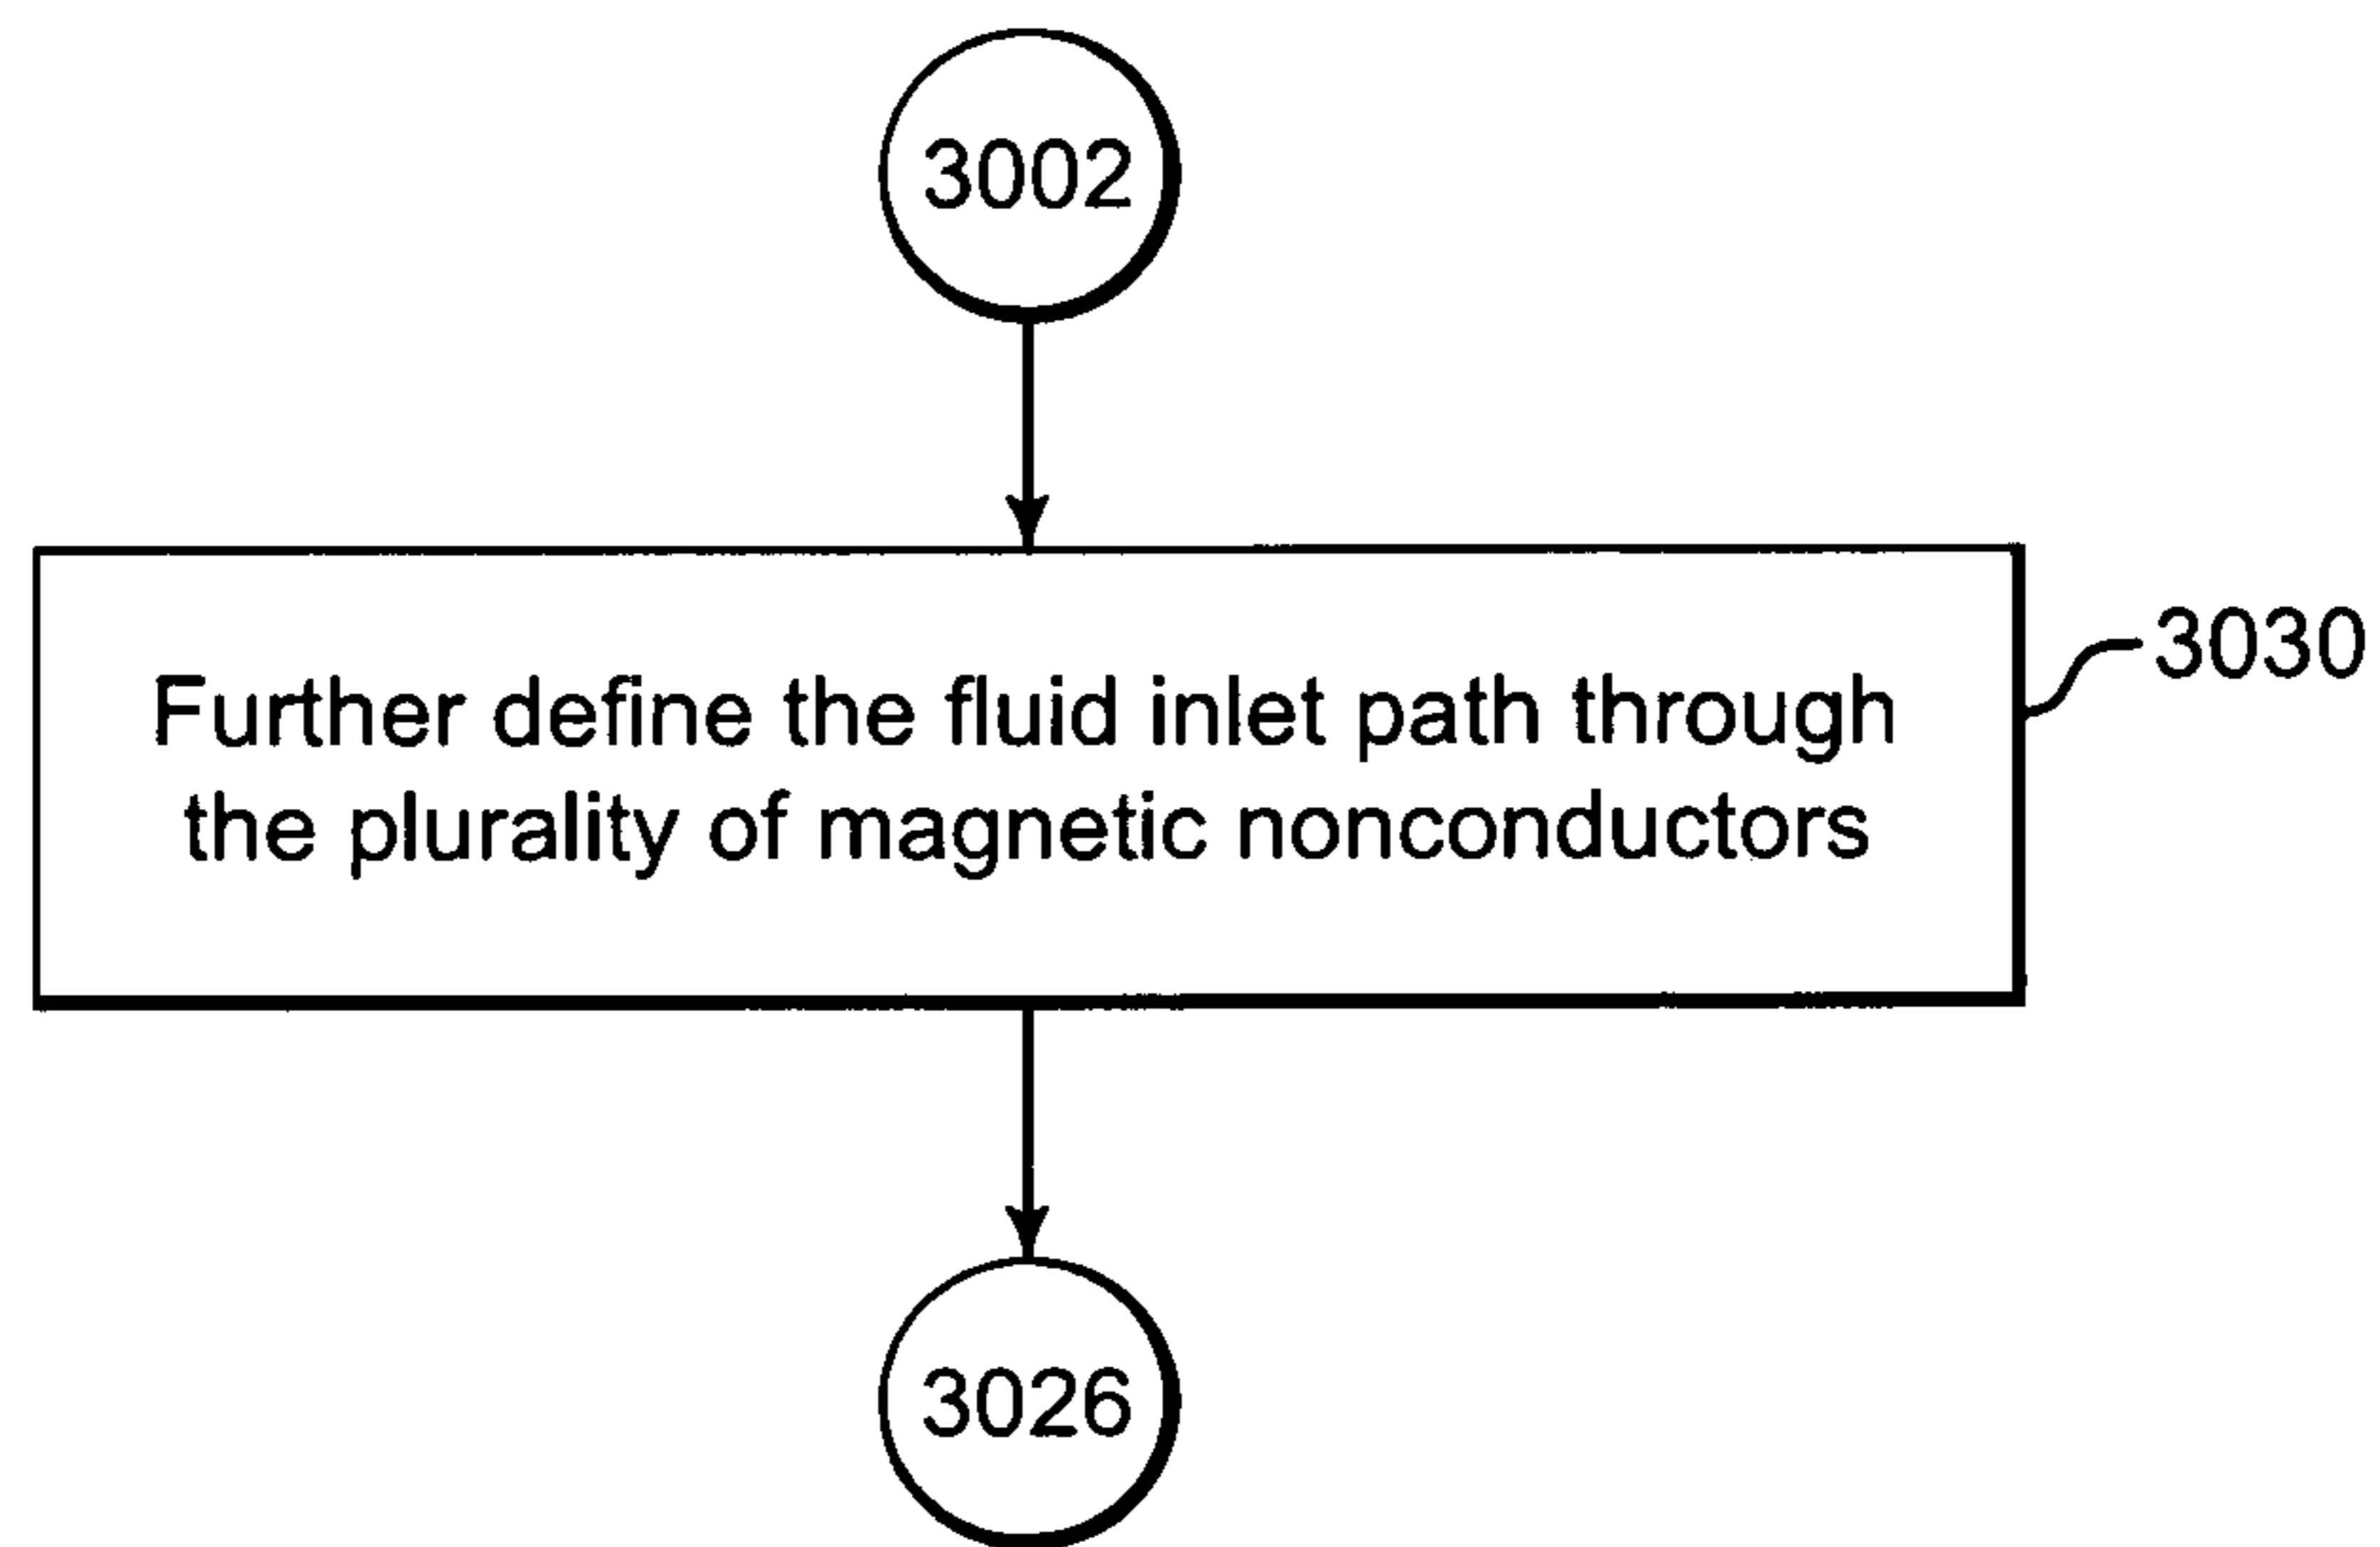 3002
3030
Further define the fluid inlet path through
the plurality of magnetic nonconductors
3026